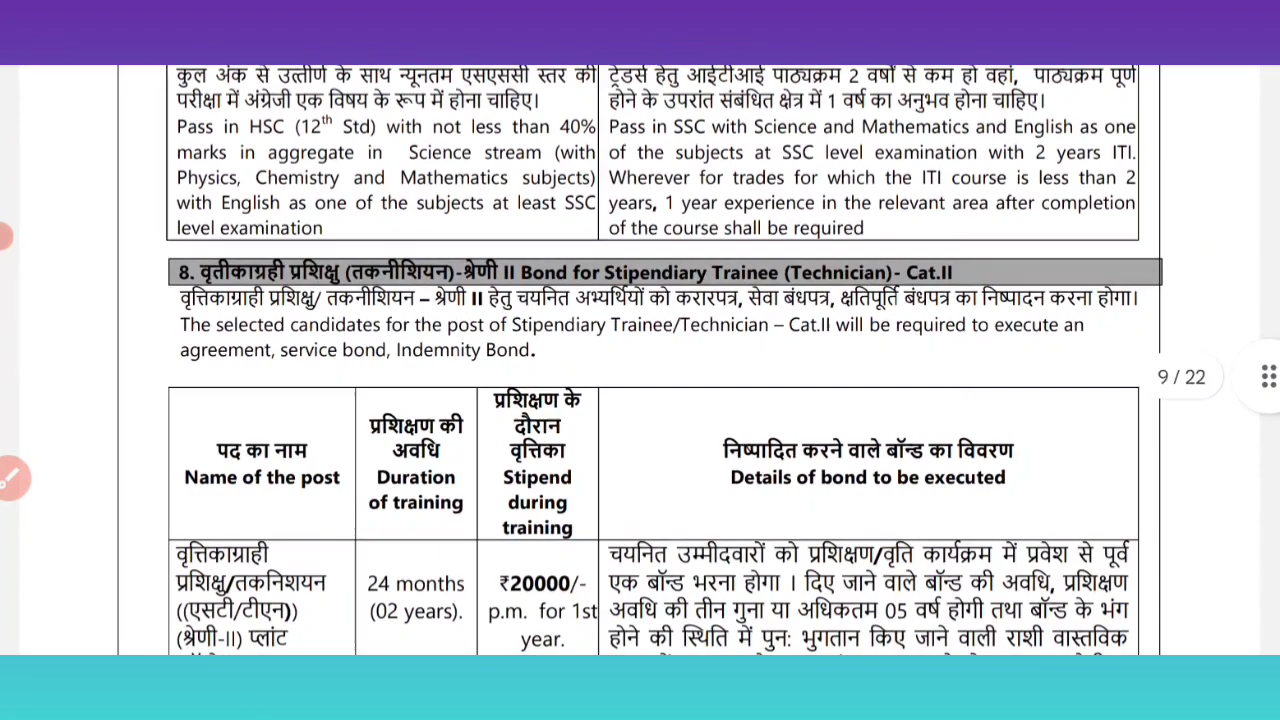 कुल अंक से उत्तीर्ण के साथ न्यूनतम एसएससी स्तर की
परीक्षा में अंग्रेजी एक विषय के रूप में होना चाहिए।
Pass in HSC (12th Std) with not less than 40%
marks in aggregate in Science stream (with
Physics, Chemistry and Mathematics subjects)
with English as one of the subjects at least SSC
level examination
ट्रेडर्स हेतु आईटीआई पाठ्यक्रम 2 वर्षों से कम हो वहां, पाठ्यक्रम पूर्ण
होने के उपरांत संबंधित क्षेत्र में 1 वर्ष का अनुभव होना चाहिए।
Pass in SSC with Science and Mathematics and English as one
of the subjects at SSC level examination with 2 years ITI.
Wherever for trades for which the ITI course is less than 2
years, 1 year experience in the relevant area after completion
of the course shall be required
8. वृतीकाग्रही प्रशिक्षु (तकनीशियन)-श्रेणी II Bond for Stipendiary Trainee (Technician)- Cat.II
वृत्तिकाग्राही प्रशिक्षु/ तकनीशियन – श्रेणी II हेतु चयनित अभ्यर्थियों को करारपत्र, सेवा बंधपत्र, क्षतिपूर्ति बंधपत्र का निष्पादन करना होगा।
The selected candidates for the post of Stipendiary Trainee/Technician – Cat.II will be required to execute an
agreement, service bond, Indemnity Bond.
9 / 22
पद का नाम
Name of the post
प्रशिक्षण की
अवधि
Duration
of training
प्रशिक्षण के
दौरान
वृत्तिका
Stipend
during
training
निष्पादित करने वाले बॉन्ड का विवरण
Details of bond to be executed
वृत्तिकाग्राही
प्रशिक्षु/तकनिशयन
((एसटी/टीएन))
(श्रेणी-II) प्लांट
24 months
(02 years).
₹20000/-
p.m. for 1st
year.
चयनित उम्मीदवारों को प्रशिक्षण/वृति कार्यक्रम में प्रवेश से पूर्व
एक बॉन्ड भरना होगा । दिए जाने वाले बॉन्ड की अवधि, प्रशिक्षण
अवधि की तीन गुना या अधिकतम 05 वर्ष होगी तथा बॉन्ड के भंग
होने की स्थिति में पुन: भुगतान किए जाने वाली राशी वास्तविक